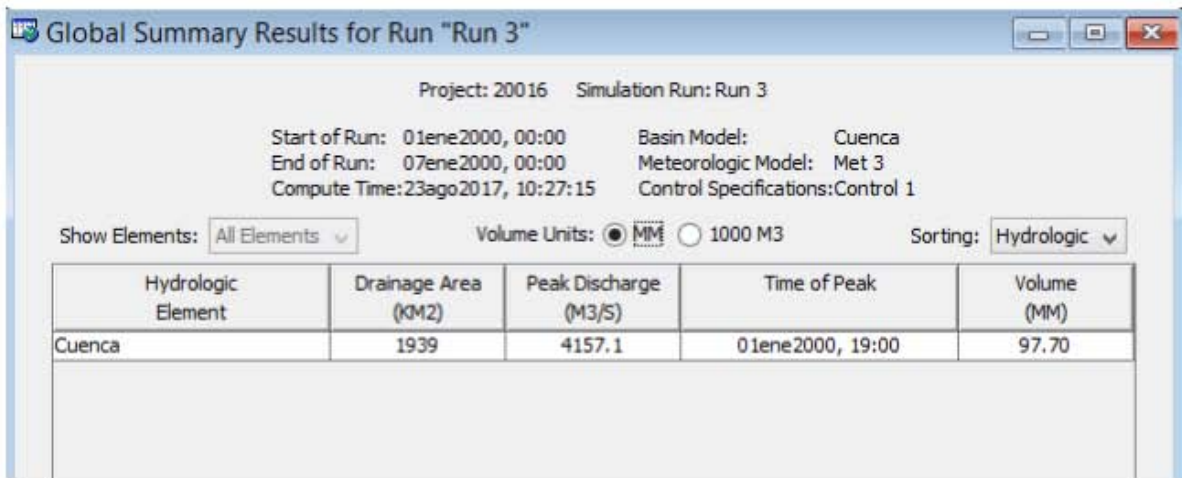 Global Summary Results for Run "Run 3"
Project: 20016 Simulation Run: Run 3
Start of Run: 01ene2000, 00:00 Basin Model: Cuenca
End of Run: 07ene2000, 00:00 Meteorologic Model: Met 3
Compute Time:23ago2017, 10:27:15 Control Specifications:Control 1
Show Elements: All Elements Volume Units: MM 1000 M3 Sorting: Hydrologic
Hydrologic Drainage Area Peak Discharge Time of Peak Volume
Element (KM2) (M3/S) (MM)
Cuenca 1939 4157.1 01ene2000, 19:00 97.70